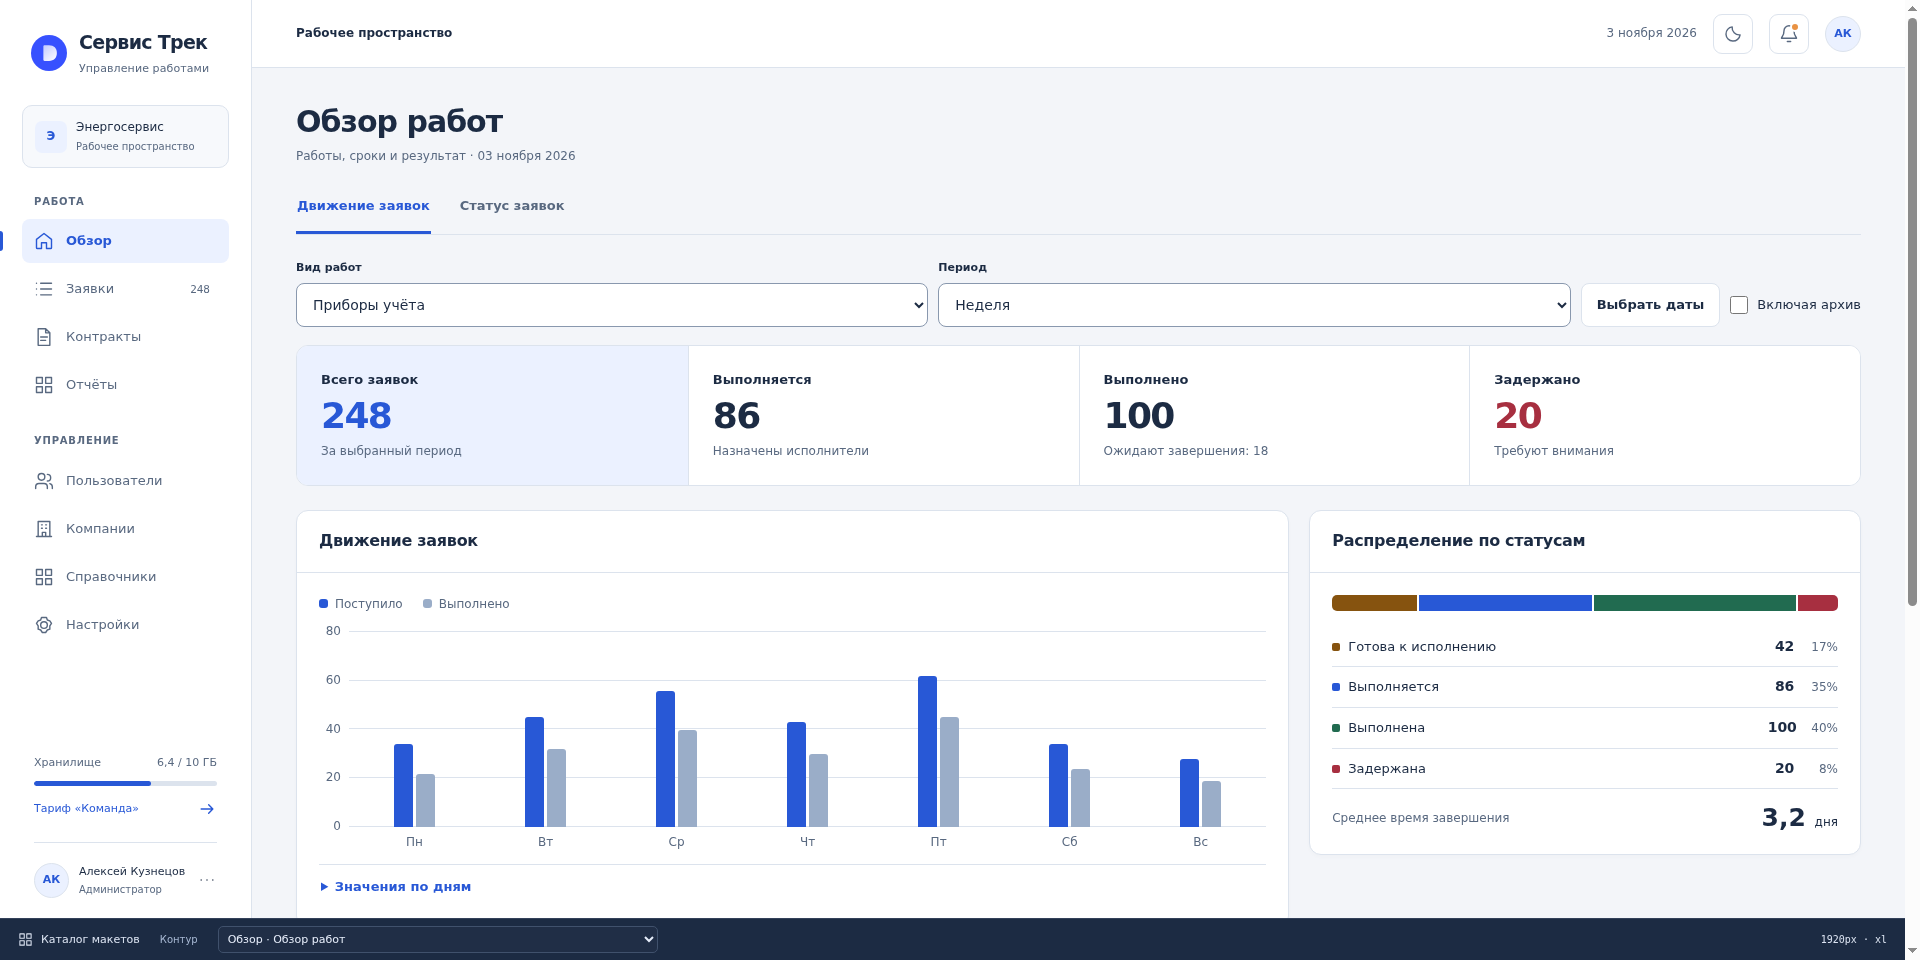 D
Сервис Трек
Управление работами
Э
Энергосервис
Рабочее пространство
РАБОТА
Обзор
Заявки 248
Контракты
Отчёты
УПРАВЛЕНИЕ
Пользователи
Компании
Справочники
Настройки
Хранилище 6,4 / 10 ГБ
Тариф «Команда»
АК
Алексей Кузнецов
Администратор
Рабочее пространство
3 ноября 2026
АК
Обзор работ
Работы, сроки и результат · 03 ноября 2026
Движение заявок Статус заявок
Вид работ
Приборы учёта
Период
Неделя
Выбрать даты
Включая архив
Всего заявок
248
За выбранный период
Выполняется
86
Назначены исполнители
Выполнено
100
Ожидают завершения: 18
Задержано
20
Требуют внимания
Движение заявок
Поступило Выполнено
80
60
40
20
0
Пн Вт Ср Чт Пт Сб Вс
Значения по дням
Распределение по статусам
Готова к исполнению 42 17%
Выполняется 86 35%
Выполнена 100 40%
Задержана 20 8%
Среднее время завершения 3,2 дня
Каталог макетов Контур Обзор · Обзор работ 1920px · xl